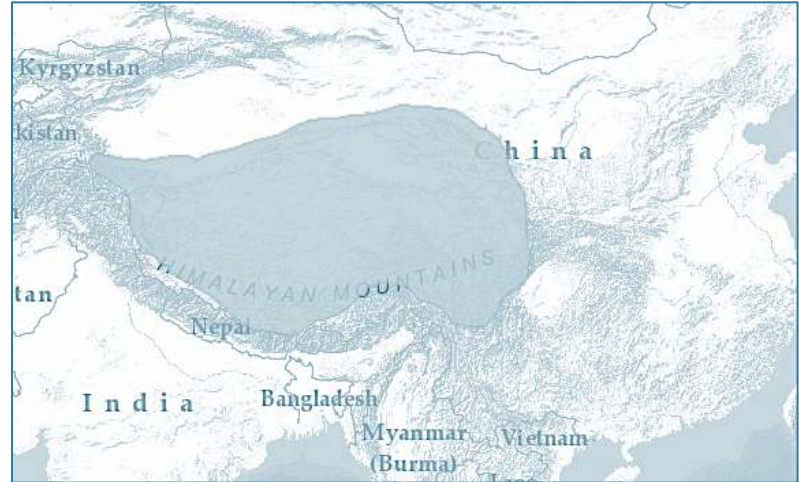 Kyrgyzstan
kistan
China
HIMALAYAN MOUNTAINS
tan
Nepal
India
Bangladesh
Myanmar
(Burma)
Vietnam